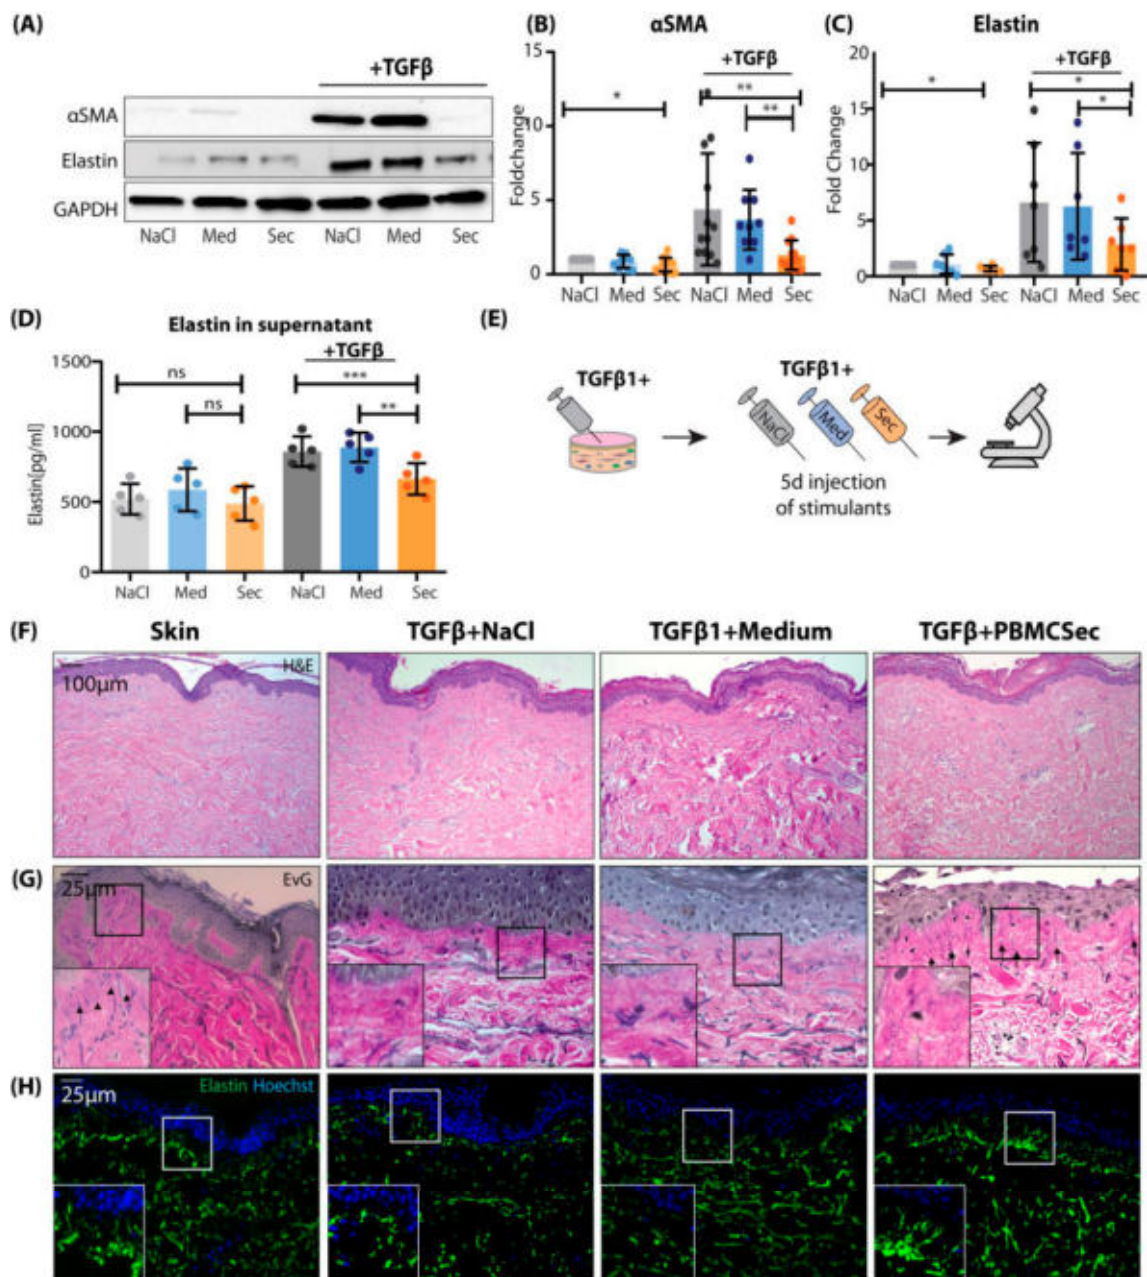 (A)
+TGFβ
αSMA
Elastin
GAPDH
NaCl Med Sec NaCl Med Sec
(B) αSMA
+TGFβ
*
**
**
Foldchange
15
10
5
0
NaCl Med Sec NaCl Med Sec
(C) Elastin
+TGFβ
*
*
*
Fold Change
20
15
10
5
0
NaCl Med Sec NaCl Med Sec
(D) Elastin in supernatant
+TGFβ
ns
ns
***
**
Elastin[pg/ml]
1500
1000
500
0
NaCl Med Sec NaCl Med Sec
(E)
TGFβ1+
TGFβ1+
NaCl
Med
Sec
5d injection
of stimulants
(F) Skin TGFβ+NaCl TGFβ1+Medium TGFβ+PBMCSec
H&E
100μm
(G)
25μm
EvG
(H)
25μm
Elastin Hoechst